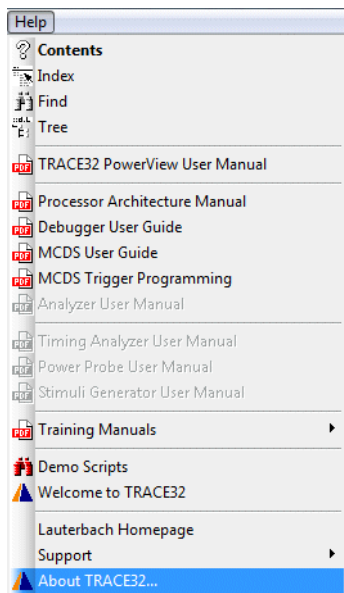 Help
Contents
Index
Find
Tree
TRACE32 PowerView User Manual
Processor Architecture Manual
Debugger User Guide
MCDS User Guide
MCDS Trigger Programming
Analyzer User Manual
Timing Analyzer User Manual
Power Probe User Manual
Stimuli Generator User Manual
Training Manuals
Demo Scripts
Welcome to TRACE32
Lauterbach Homepage
Support
About TRACE32...